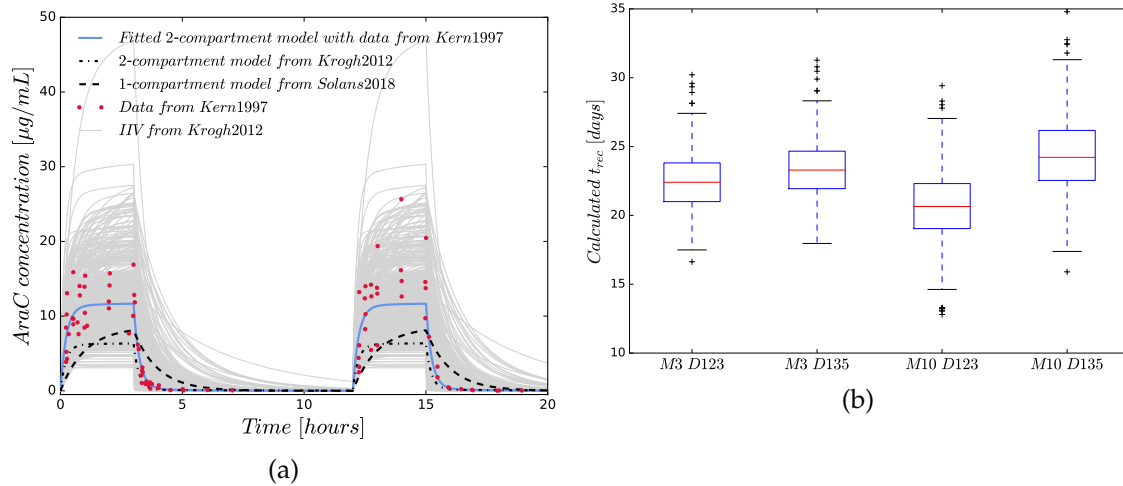 50
40
30
20
10
0
AraC concentration [μg/mL]
Fitted 2-compartment model with data from Kern1997
2-compartment model from Krogh2012
1-compartment model from Solans2018
Data from Kern1997
IIV from Krogh2012
0 5 10 15 20
Time [hours]
(a)
35
30
25
20
15
10
Calculated t_rec [days]
M3 D123 M3 D135 M10 D123 M10 D135
(b)